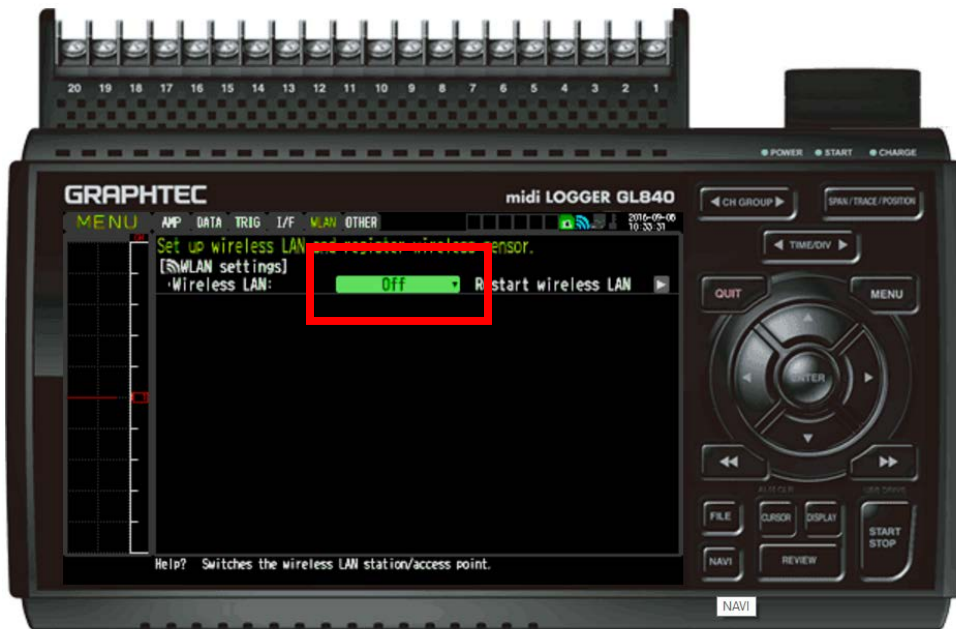 20 19 18 17 16 15 14 13 12 11 10 9 8 7 6 5 4 3 2 1
POWER START CHARGE
GRAPHTEC midi LOGGER GL840
MENU AMP DATA TRIG I/F WLAN OTHER
2016-09-06
10:33:31
Set up wireless LAN and register wireless sensor.
[WLAN settings]
·Wireless LAN: Off ▾ Restart wireless LAN ▶
Help? Switches the wireless LAN station/access point.
◀ CH GROUP ▶
SPAN / TRACE / POSITION
◀ TIME/DIV ▶
QUIT
MENU
ENTER
FILE
CURSOR
DISPLAY
START
STOP
NAVI
REVIEW
NAVI